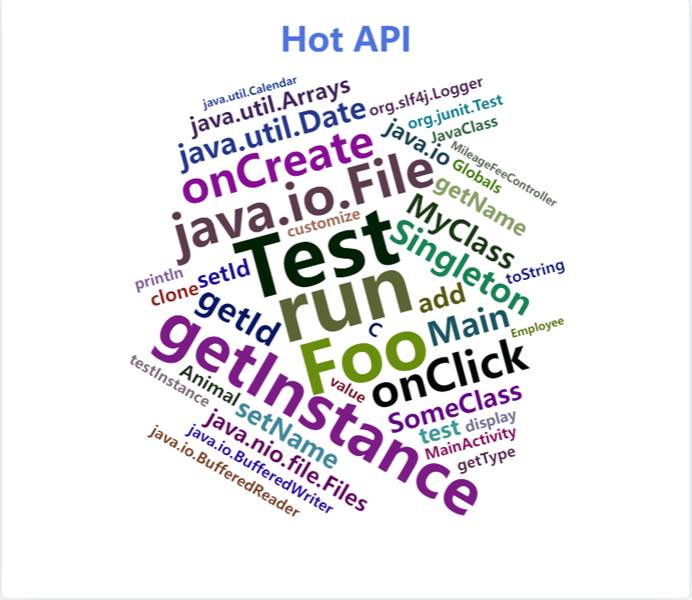 Hot API
java.util.Calendar
java.util.Arrays
org.slf4j.Logger
java.util.Date
org.junit.Test
java.io
JavaClass
onCreate
MileageFeeController
Globals
java.io.File
getName
customize
MyClass
Test
Singleton
println
setId
toString
clone
run
add
getId
C
Main
Employee
Foo
getInstance
onClick
testInstance
Animal
value
SomeClass
setName
test
display
java.nio.file.Files
MainActivity
java.io.BufferedWriter
getType
java.io.BufferedReader